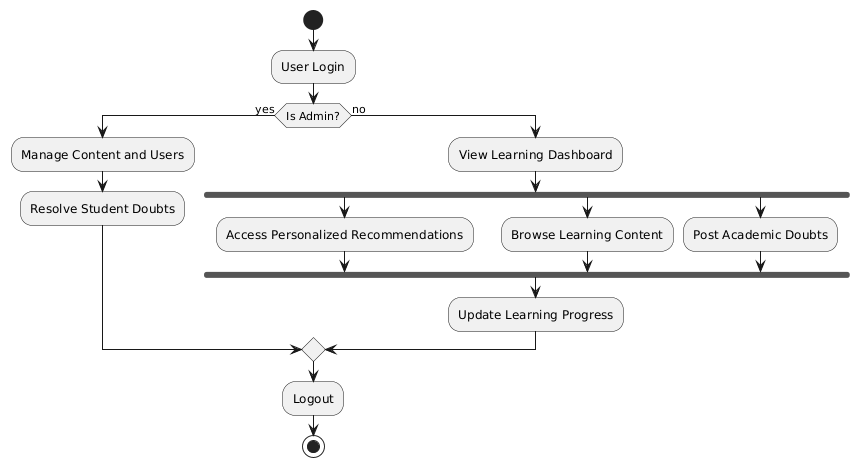 User Login
yes
Is Admin?
no
Manage Content and Users
View Learning Dashboard
Resolve Student Doubts
Access Personalized Recommendations
Browse Learning Content
Post Academic Doubts
Update Learning Progress
Logout